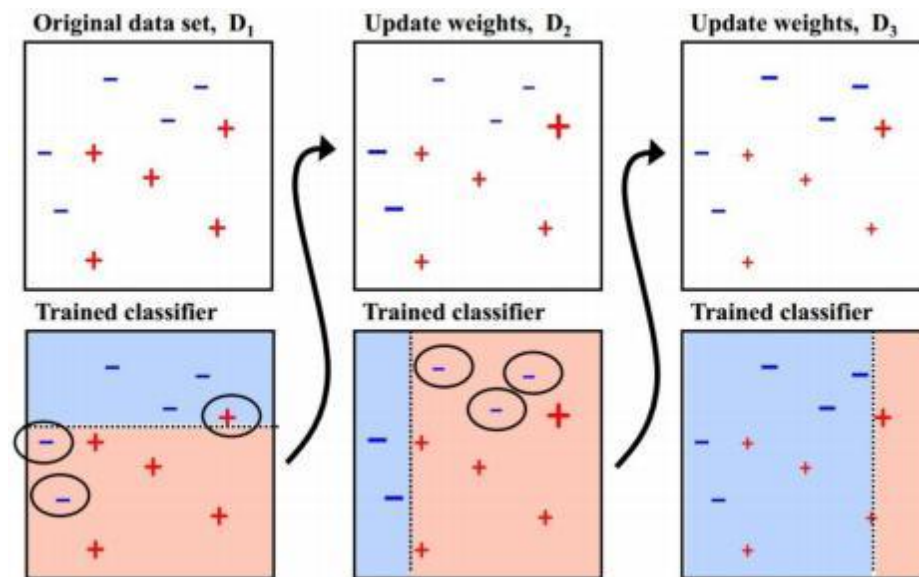 Original data set, D₁
Update weights, D₂
Update weights, D₃
Trained classifier
Trained classifier
Trained classifier